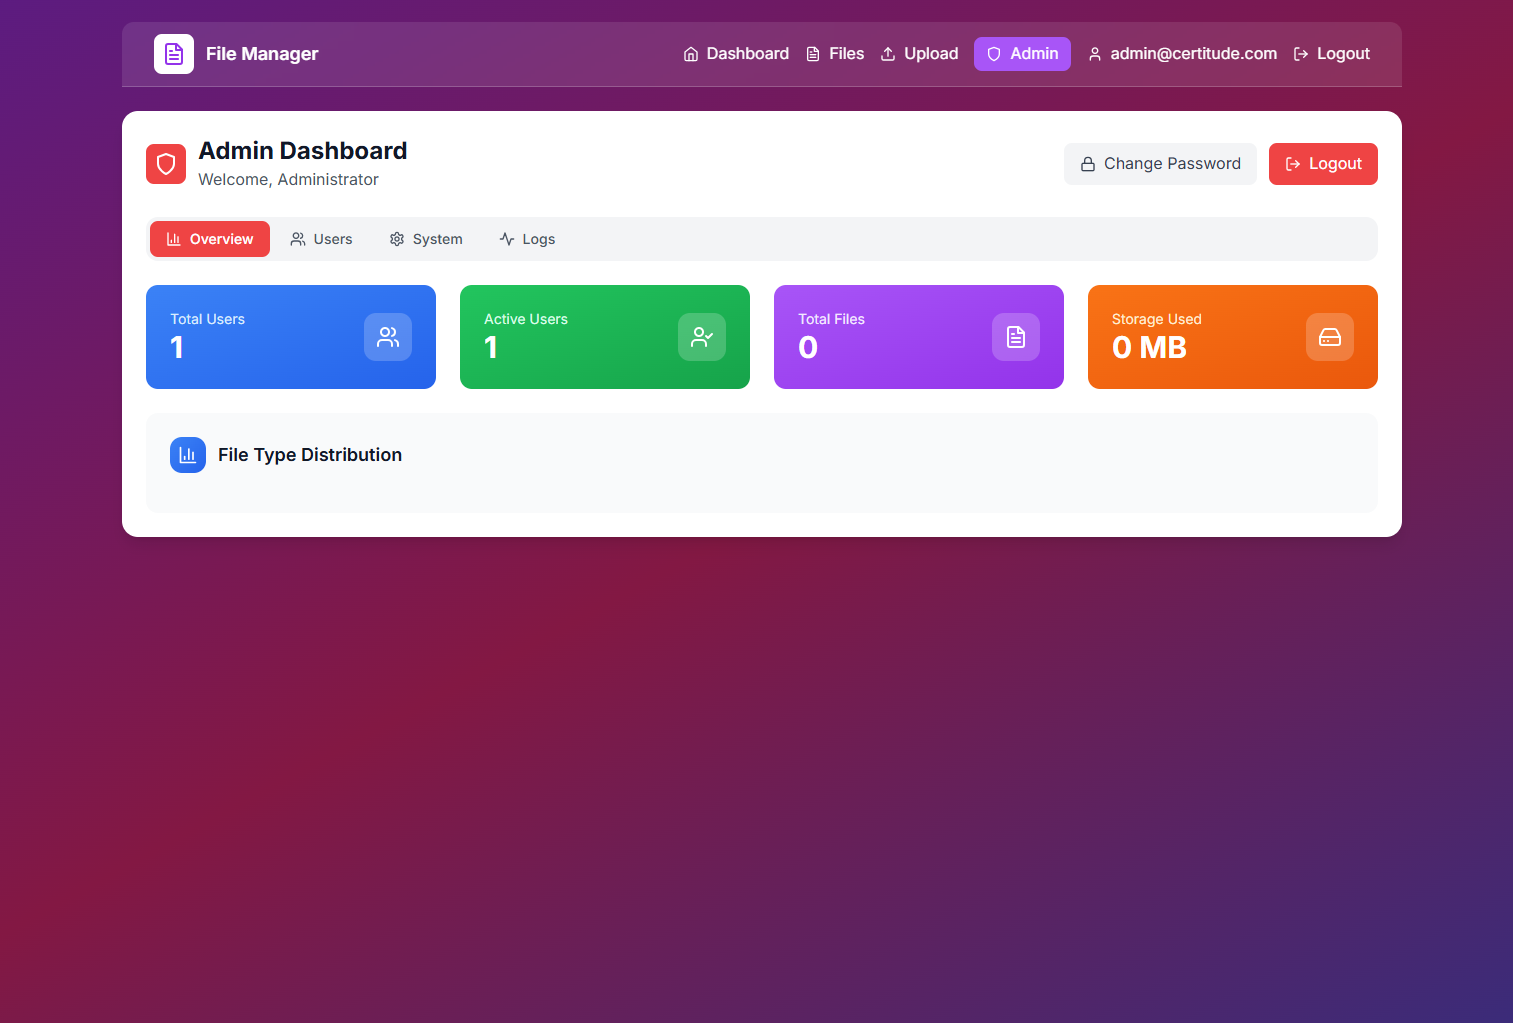 File Manager
Dashboard
Files
Upload
Admin
admin@certitude.com
Logout
Admin Dashboard
Welcome, Administrator
Change Password
Logout
Overview
Users
System
Logs
Total Users
1
Active Users
1
Total Files
0
Storage Used
0 MB
File Type Distribution